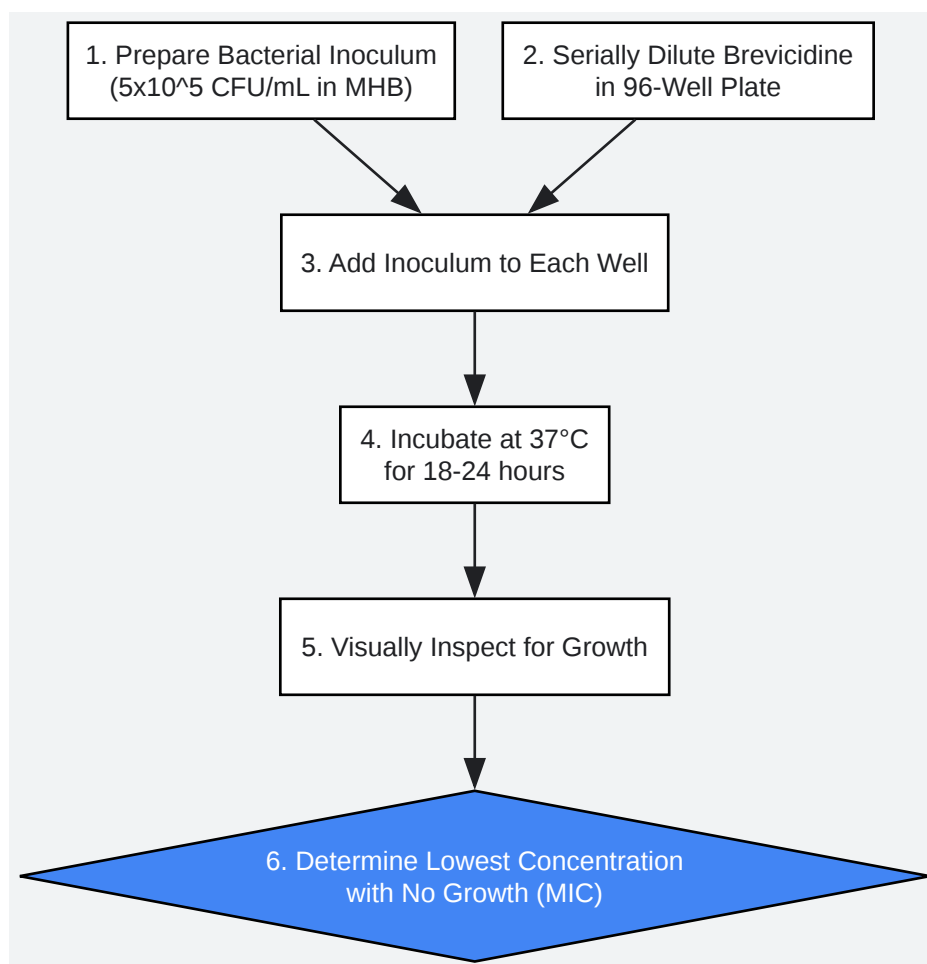 1. Prepare Bacterial Inoculum
(5x10^5 CFU/mL in MHB)
2. Serially Dilute Brevicidine
in 96-Well Plate
3. Add Inoculum to Each Well
4. Incubate at 37°C
for 18-24 hours
5. Visually Inspect for Growth
6. Determine Lowest Concentration
with No Growth (MIC)